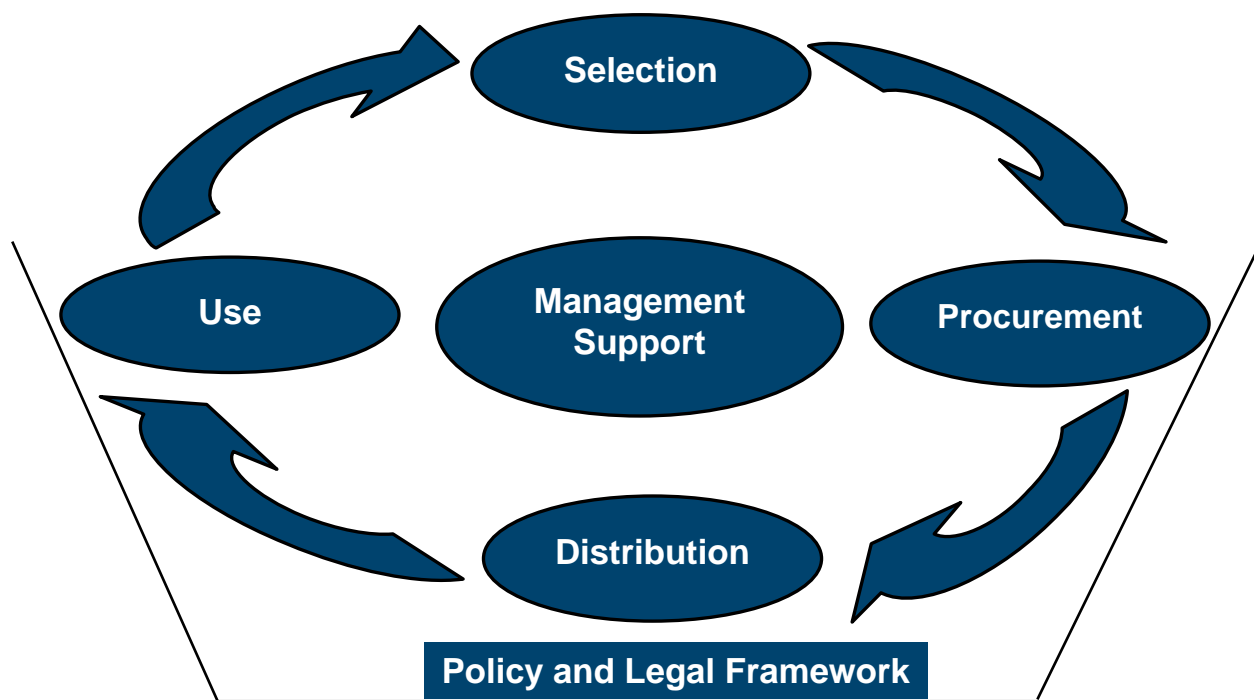 Selection
Use
Management
Support
Procurement
Distribution
Policy and Legal Framework